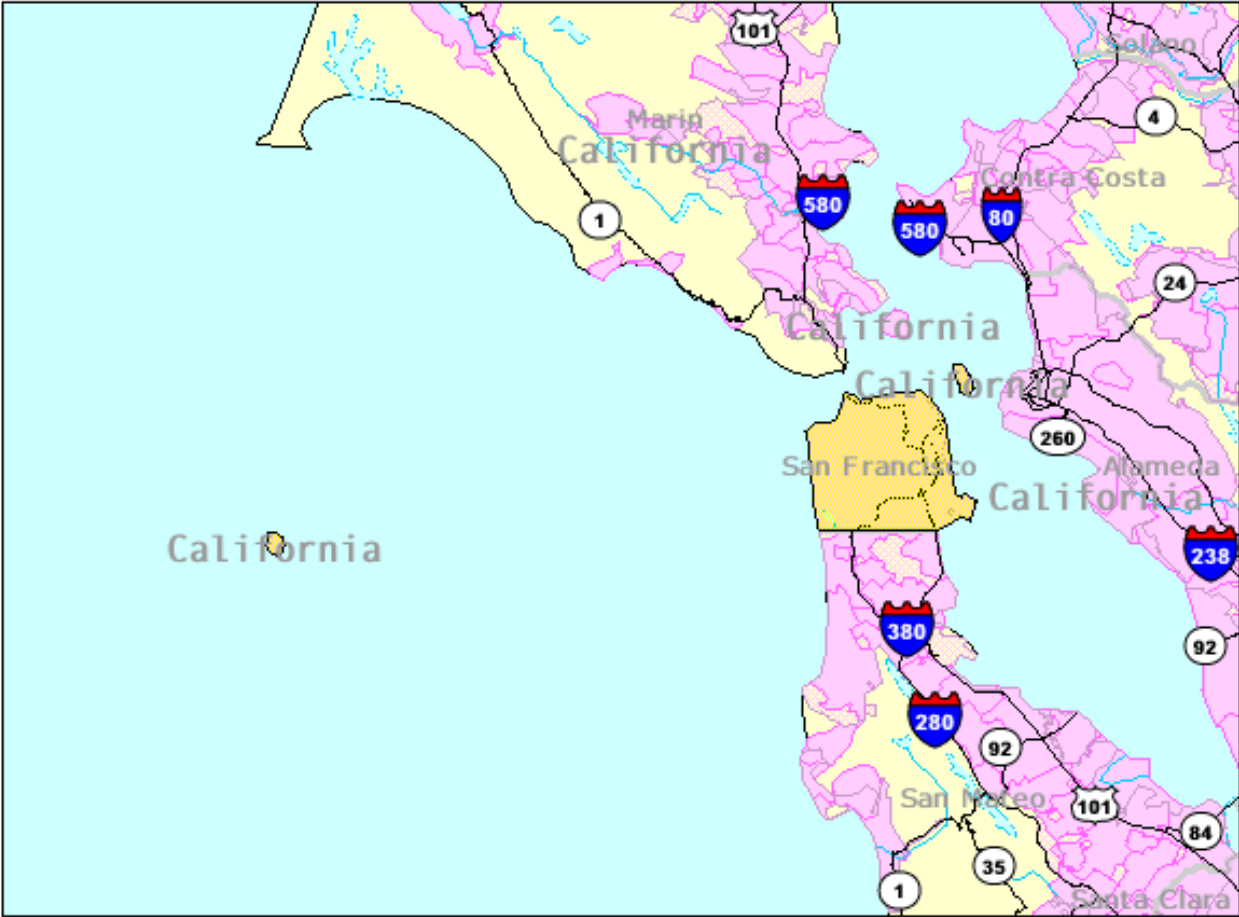 101
Solano
4
Marin
California
Contra Costa
580
580
80
1
24
California
California
260
San Francisco
Alameda
California
California
238
380
92
280
92
San Mateo
101
84
35
1
Santa Clara